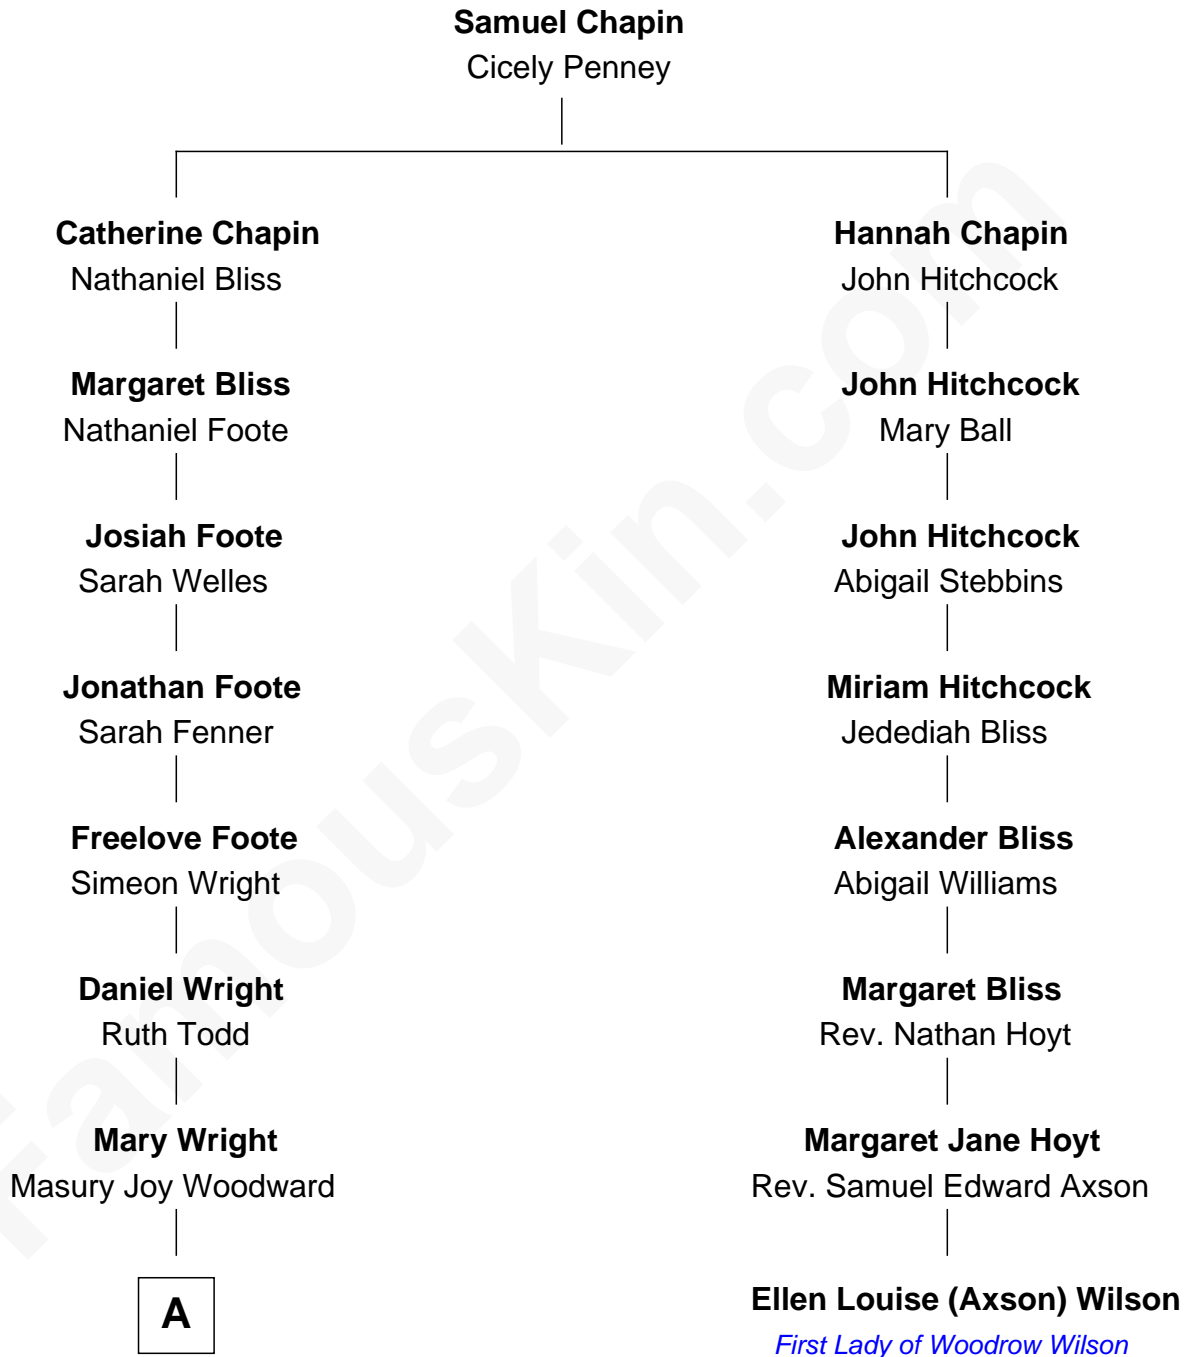 Samuel Chapin
Cicely Penney
Catherine Chapin
Nathaniel Bliss
Margaret Bliss
Nathaniel Foote
Josiah Foote
Sarah Welles
Jonathan Foote
Sarah Fenner
Freelove Foote
Simeon Wright
Daniel Wright
Ruth Todd
Mary Wright
Masury Joy Woodward
A
Hannah Chapin
John Hitchcock
John Hitchcock
Mary Ball
John Hitchcock
Abigail Stebbins
Miriam Hitchcock
Jedediah Bliss
Alexander Bliss
Abigail Williams
Margaret Bliss
Rev. Nathan Hoyt
Margaret Jane Hoyt
Rev. Samuel Edward Axson
Ellen Louise (Axson) Wilson
First Lady of Woodrow Wilson
FamousKin.com